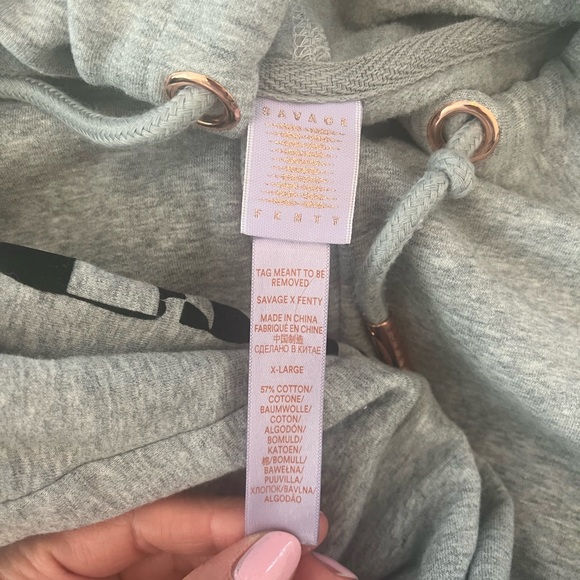 SAVAGE
FENTY
TAG MEANT TO BE
REMOVED
SAVAGE X FENTY
MADE IN CHINA
FABRIQUÉ EN CHINE
中国制造
СДЕЛАНО В КИТАЕ
X-LARGE
57% COTTON/
COTONE/
BAUMWOLLE/
COTON/
ALGODÓN/
BOMULD/
KATOEN/
棉/BOMULL/
BAWEŁNA/
PUUVILLA/
ХЛОПОК/BAVLNA/
ALGODÃO